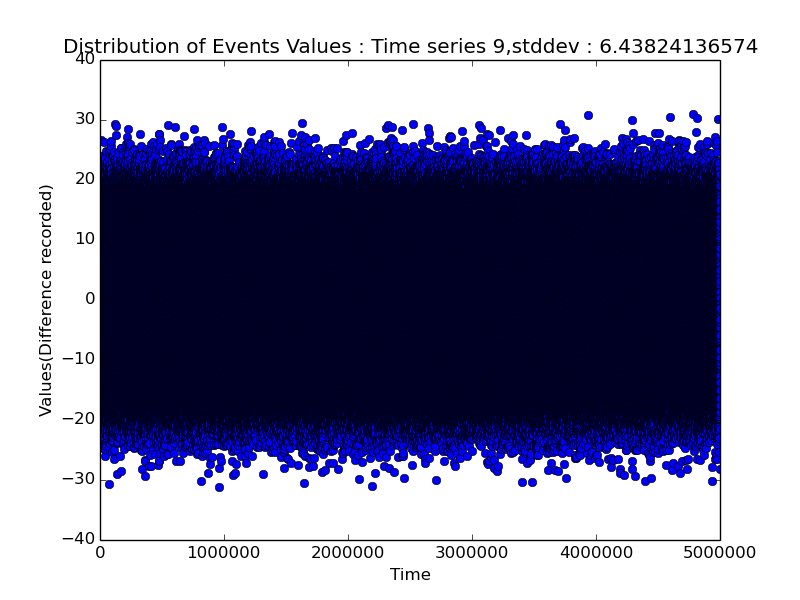 Distribution of Events Values : Time series 9,stddev : 6.43824136574
40
30
20
10
0
−10
−20
−30
−40
Values(Difference recorded)
0 1000000 2000000 3000000 4000000 5000000
Time